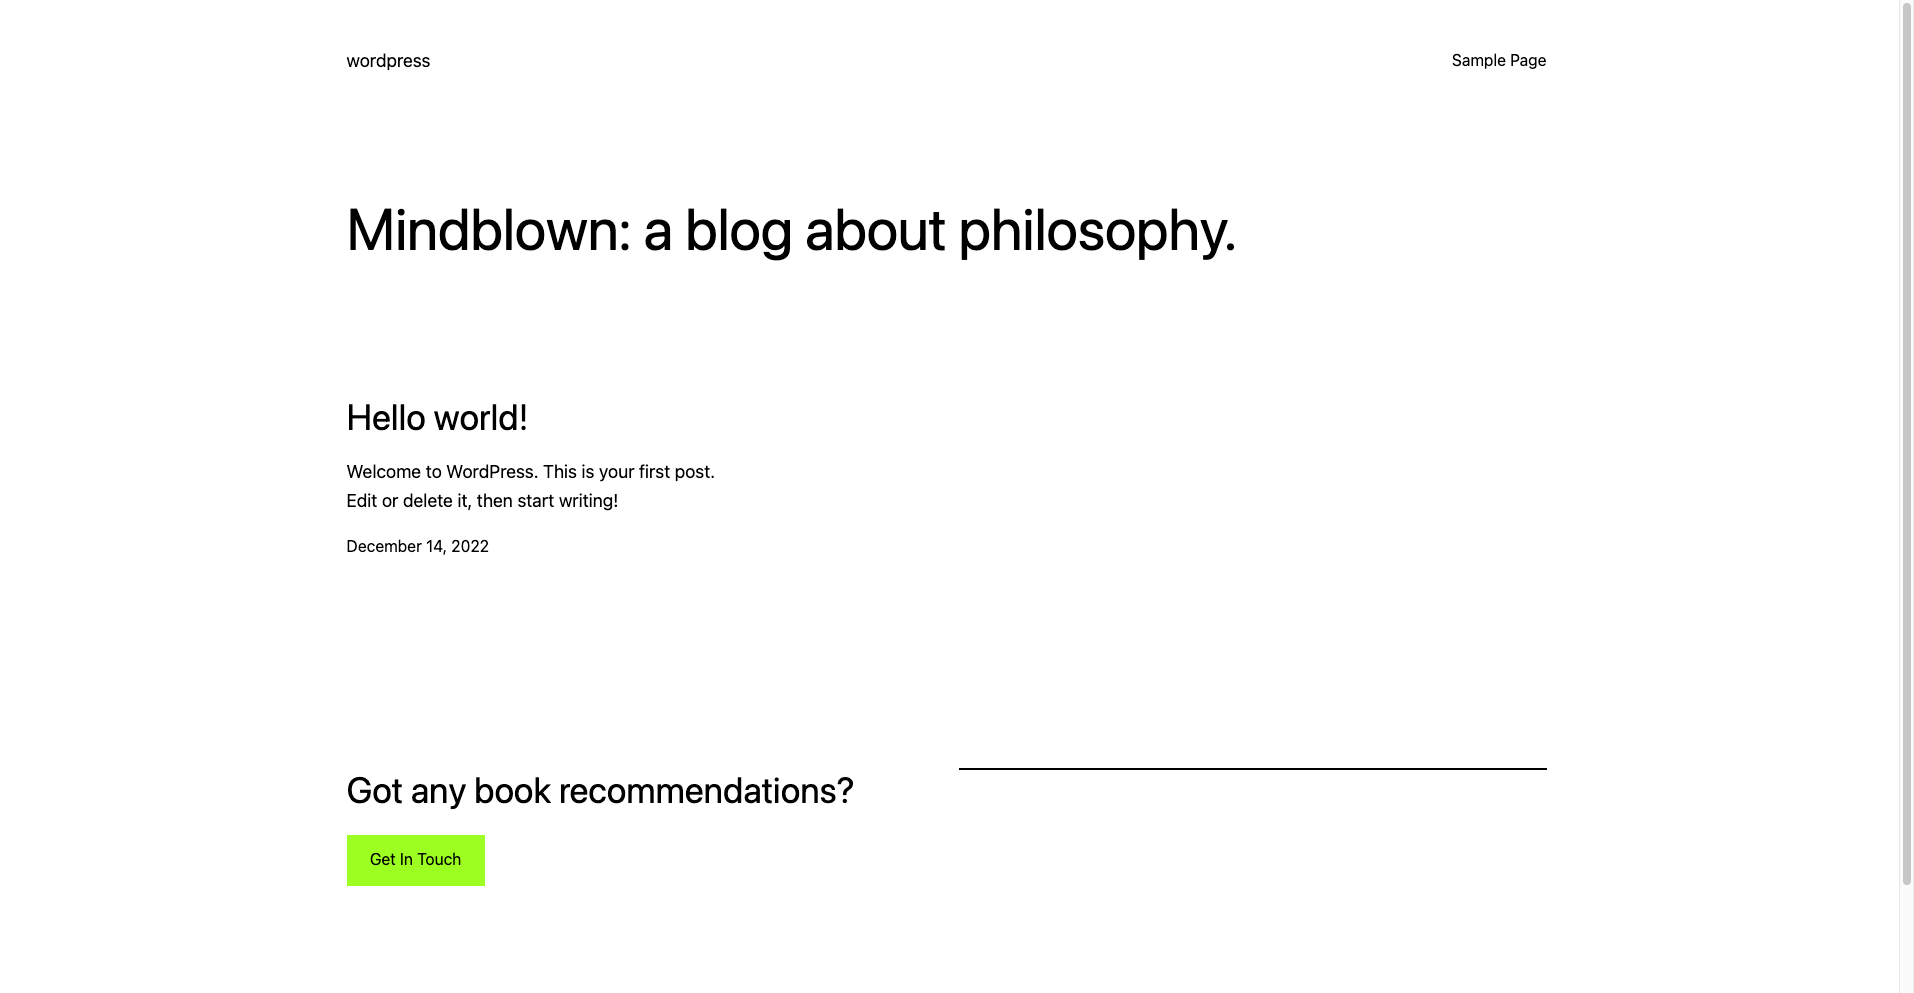 wordpress
Sample Page
Mindblown: a blog about philosophy.
Hello world!
Welcome to WordPress. This is your first post.
Edit or delete it, then start writing!
December 14, 2022
Got any book recommendations?
Get In Touch